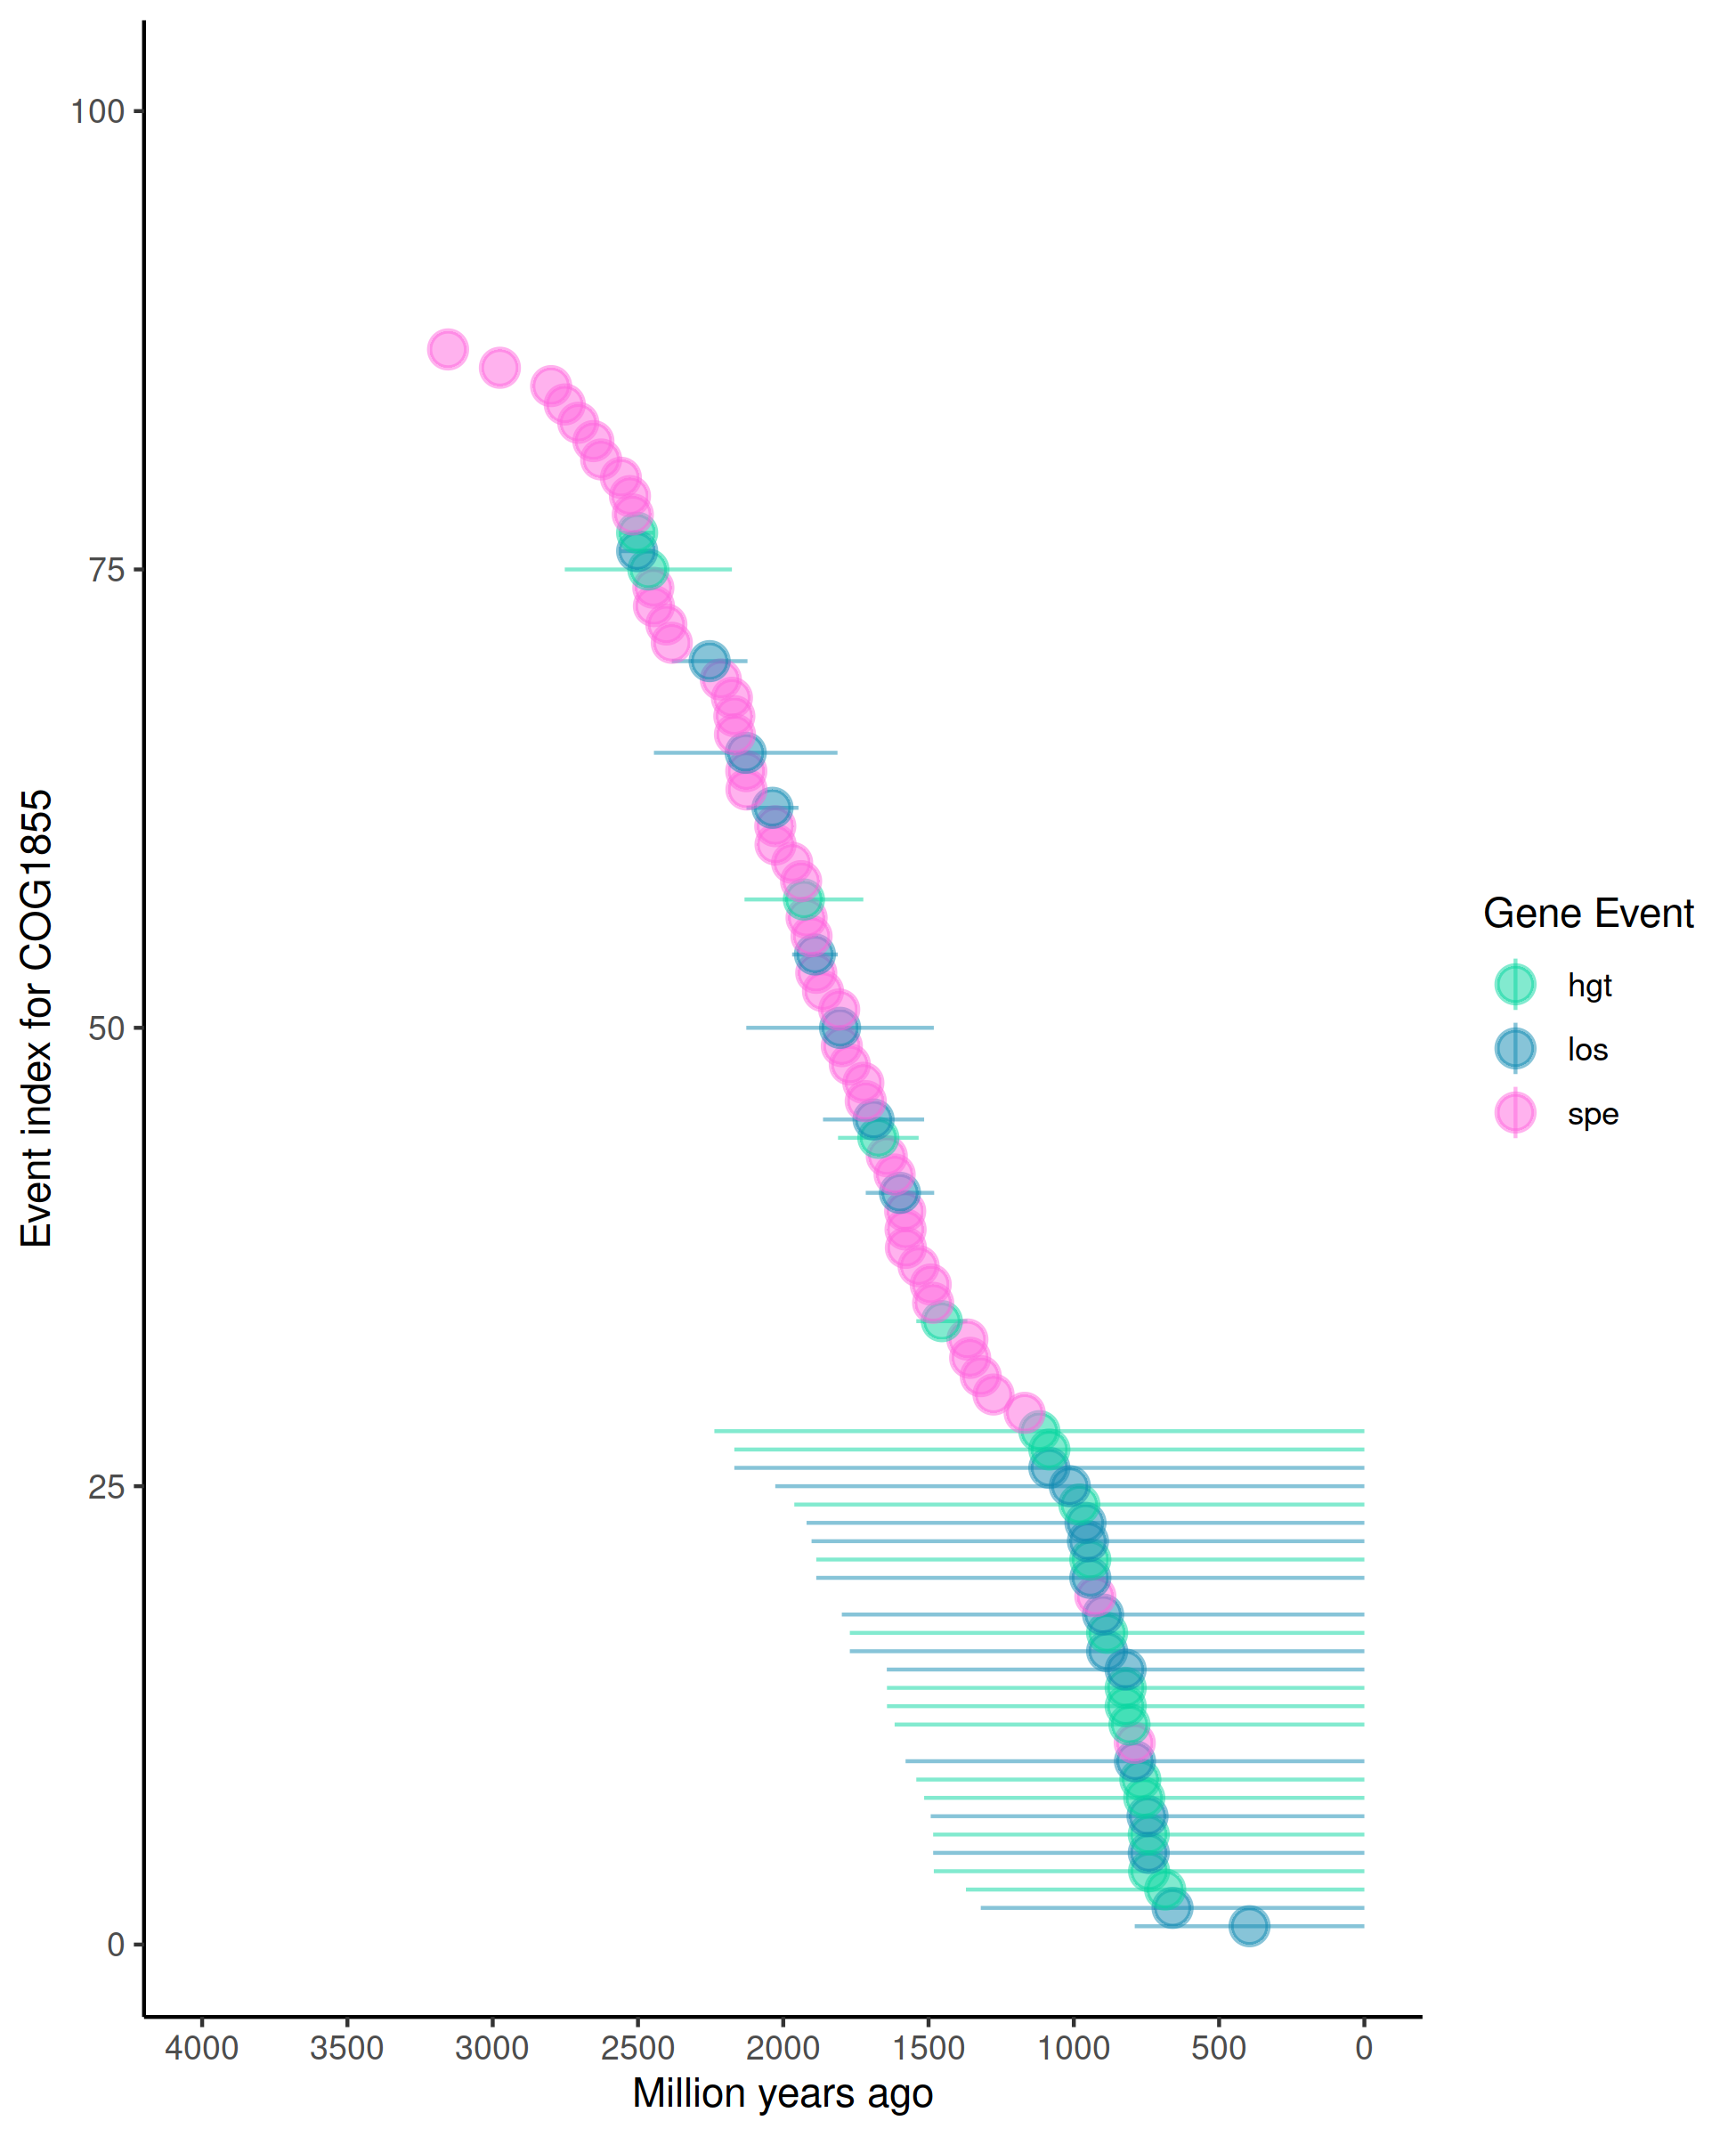 100
75
50
25
0
Event index for COG1855
4000 3500 3000 2500 2000 1500 1000 500 0
Million years ago
Gene Event
hgt
los
spe